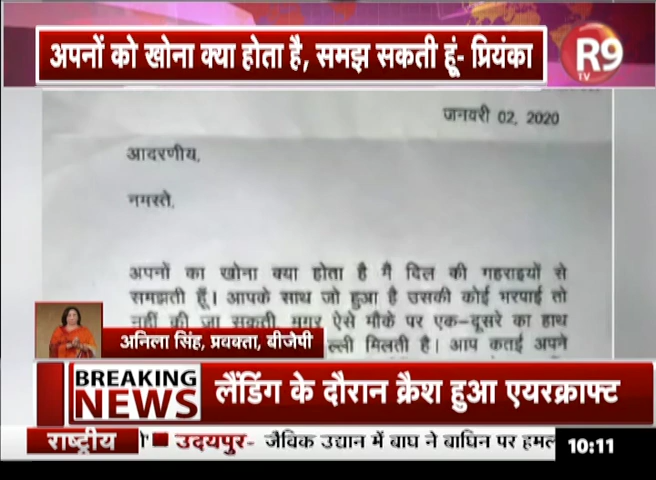 अपनों को खोना क्या होता है, समझ सकती हूं- प्रियंका
R9
TV
जनवरी 02, 2020
आदरणीय,
नमस्ते,
अपनों का खोना क्या होता है मैं दिल की गहराइयों से
समझती हूँ। आपके साथ जो हुआ है उसकी कोई भरपाई तो
नहीं की जा सकती, मगर ऐसे मौके पर एक-दूसरे का हाथ
मिलती है। आप कतई अपने
अनिला सिंह, प्रवक्ता, बीजेपी
BREAKING
NEWS
लैंडिंग के दौरान क्रैश हुआ एयरक्राफ्ट
राष्ट्रीय
उदयपुर- जैविक उद्यान में बाघ ने बाघिन पर हमल
10:11